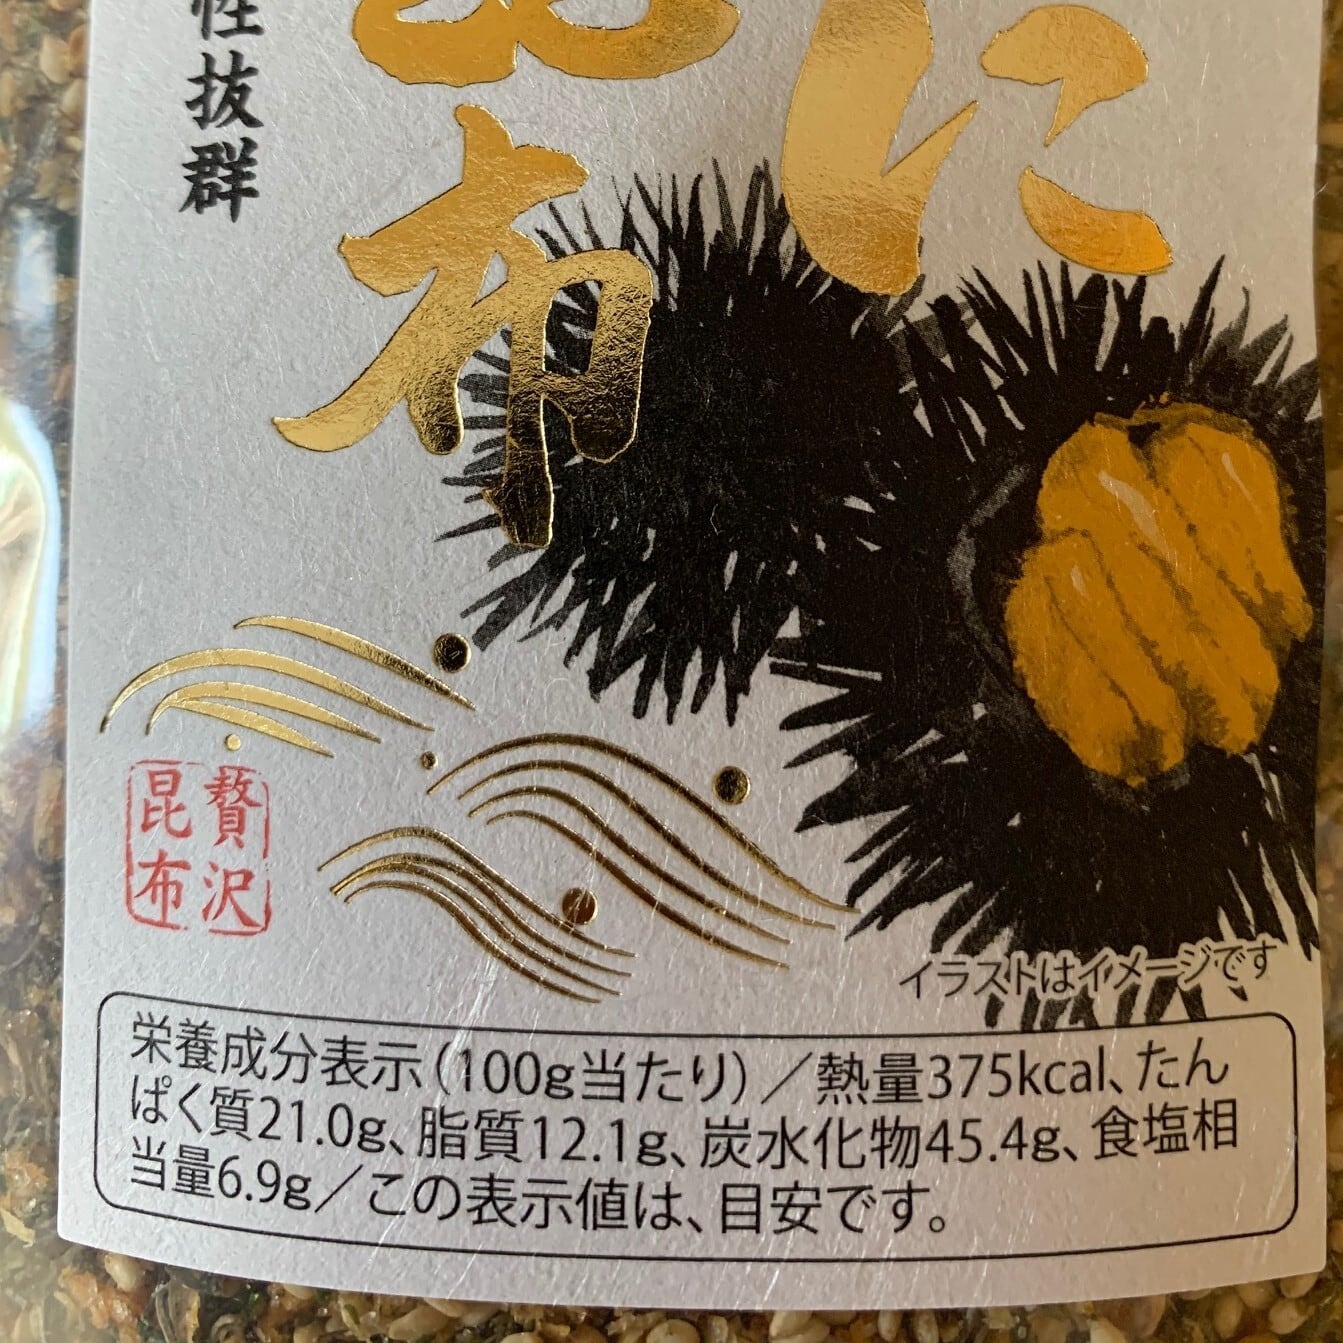 に
布
性抜群
贅沢
昆布
イラストはイメージです
栄養成分表示（100g当たり）／熱量375kcal、たん
ぱく質21.0g、脂質12.1g、炭水化物45.4g、食塩相
当量6.9g／この表示値は、目安です。